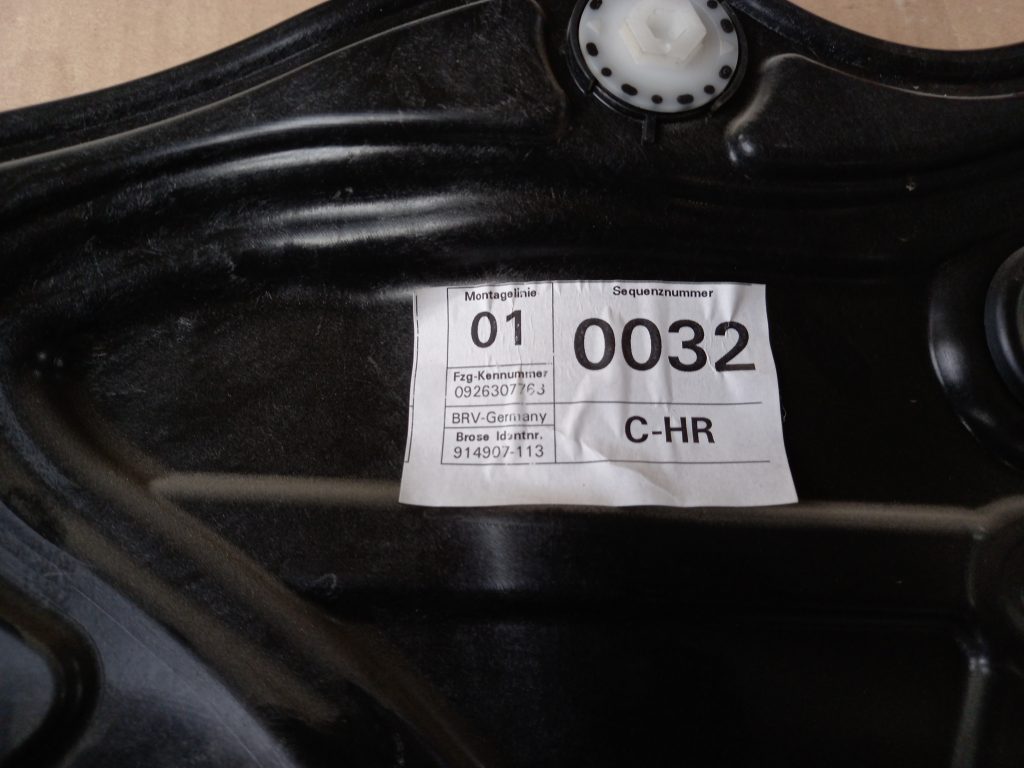 Montagelinie
01
Sequenznummer
0032
Fzg-Kennummer
0926307763
BRV-Germany
Brose Identnr.
914907-113
C-HR